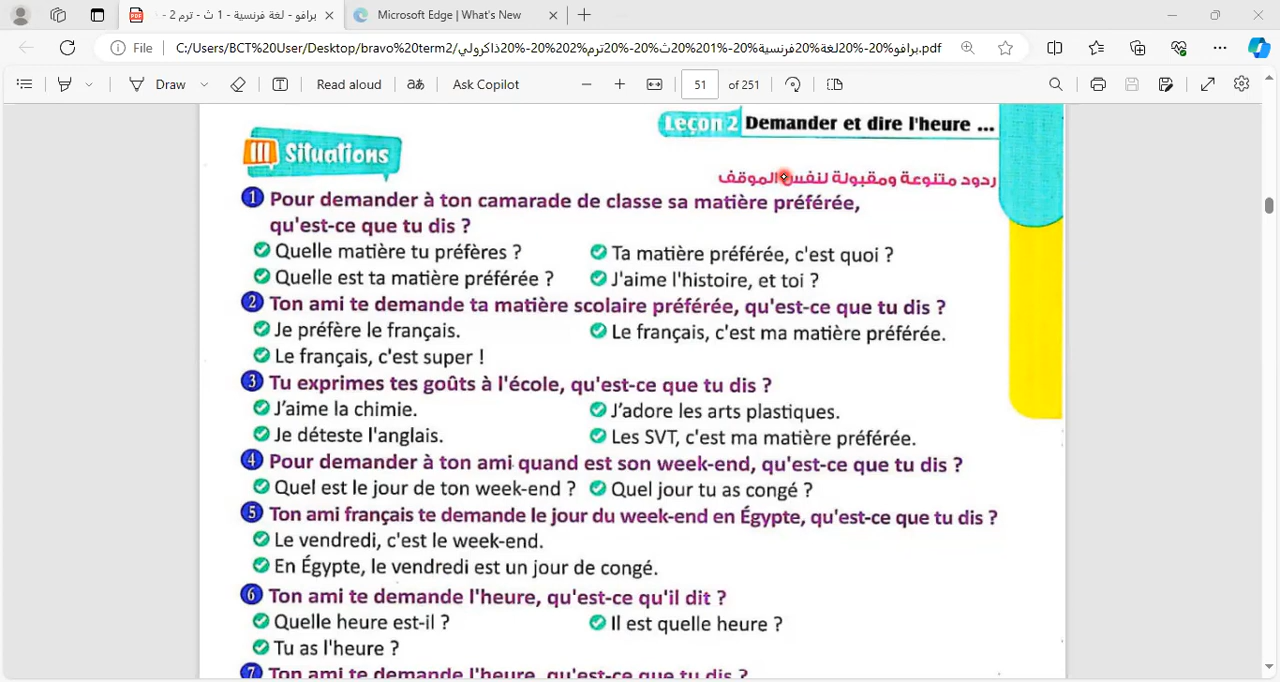 برافو - لغة فرنسية - 1 ث - ترم 2 -
Microsoft Edge | What's New
File
C:/Users/BCT%20User/Desktop/bravo%20term2/برافو%20-%20لغة%20فرنسية%20-%201%20ث%20-%20ترم%202%20-%20ذاكرولي.pdf
Draw
Read aloud
Ask Copilot
51
of 251
Leçon 2 Demander et dire l'heure ...
III Situations
ردود متنوعة ومقبولة لنفس الموقف
1 Pour demander à ton camarade de classe sa matière préférée,
qu'est-ce que tu dis ?
Quelle matière tu préfères ? Ta matière préférée, c'est quoi ?
Quelle est ta matière préférée ? J'aime l'histoire, et toi ?
2 Ton ami te demande ta matière scolaire préférée, qu'est-ce que tu dis ?
Je préfère le français. Le français, c'est ma matière préférée.
Le français, c'est super !
3 Tu exprimes tes goûts à l'école, qu'est-ce que tu dis ?
J'aime la chimie. J'adore les arts plastiques.
Je déteste l'anglais. Les SVT, c'est ma matière préférée.
4 Pour demander à ton ami quand est son week-end, qu'est-ce que tu dis ?
Quel est le jour de ton week-end ? Quel jour tu as congé ?
5 Ton ami français te demande le jour du week-end en Égypte, qu'est-ce que tu dis ?
Le vendredi, c'est le week-end.
En Égypte, le vendredi est un jour de congé.
6 Ton ami te demande l'heure, qu'est-ce qu'il dit ?
Quelle heure est-il ? Il est quelle heure ?
Tu as l'heure ?
7 Ton ami te demande l'heure, qu'est-ce que tu dis ?